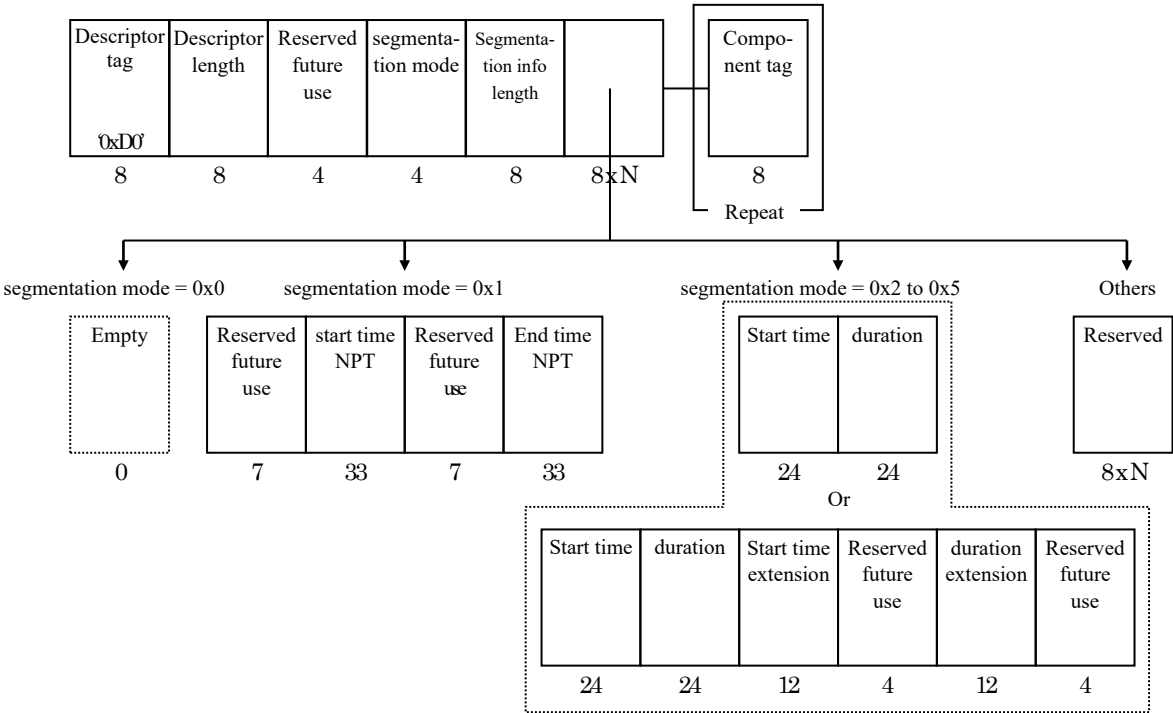 Descriptor
tag
'0xD0'
Descriptor
length
Reserved
future
use
segmenta-
tion mode
Segmenta-
tion info
length
Compo-
nent tag
8
8
4
4
8
8xN
8
Repeat
segmentation mode = 0x0
segmentation mode = 0x1
segmentation mode = 0x2 to 0x5
Others
Empty
Reserved
future
use
start time
NPT
Reserved
future
use
End time
NPT
Start time
duration
Reserved
0
7
33
7
33
24
24
8xN
Or
Start time
duration
Start time
extension
Reserved
future
use
duration
extension
Reserved
future
use
24
24
12
4
12
4